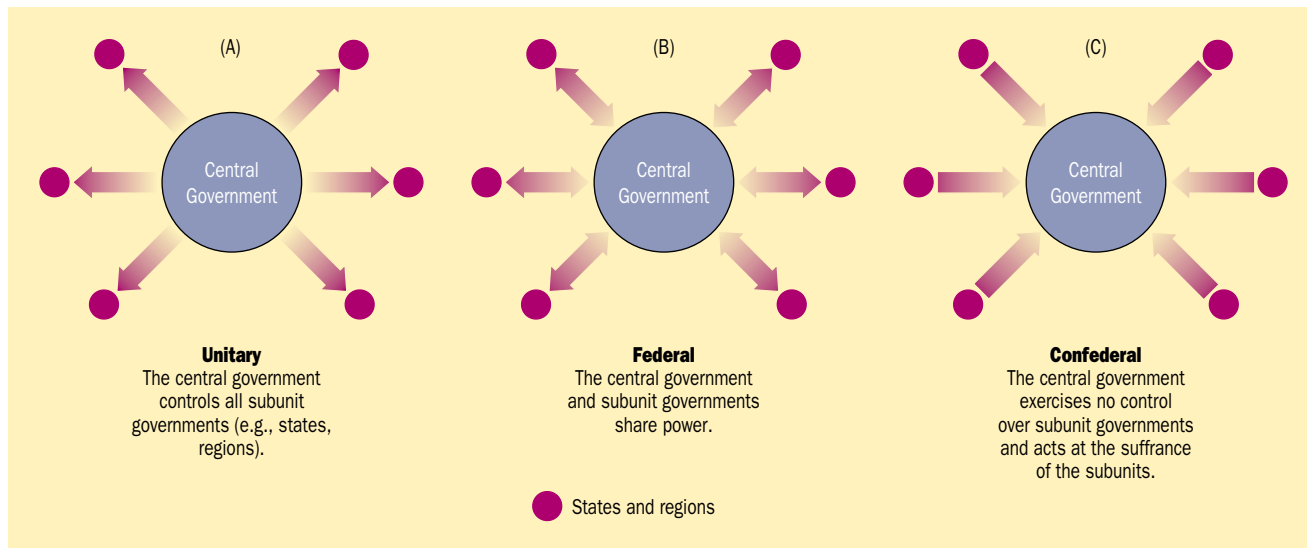 (A)
Central
Government
Unitary
The central government
controls all subunit
governments (e.g., states,
regions).
(B)
Central
Government
Federal
The central government
and subunit governments
share power.
(C)
Central
Government
Confederal
The central government
exercises no control
over subunit governments
and acts at the suffrance
of the subunits.
States and regions